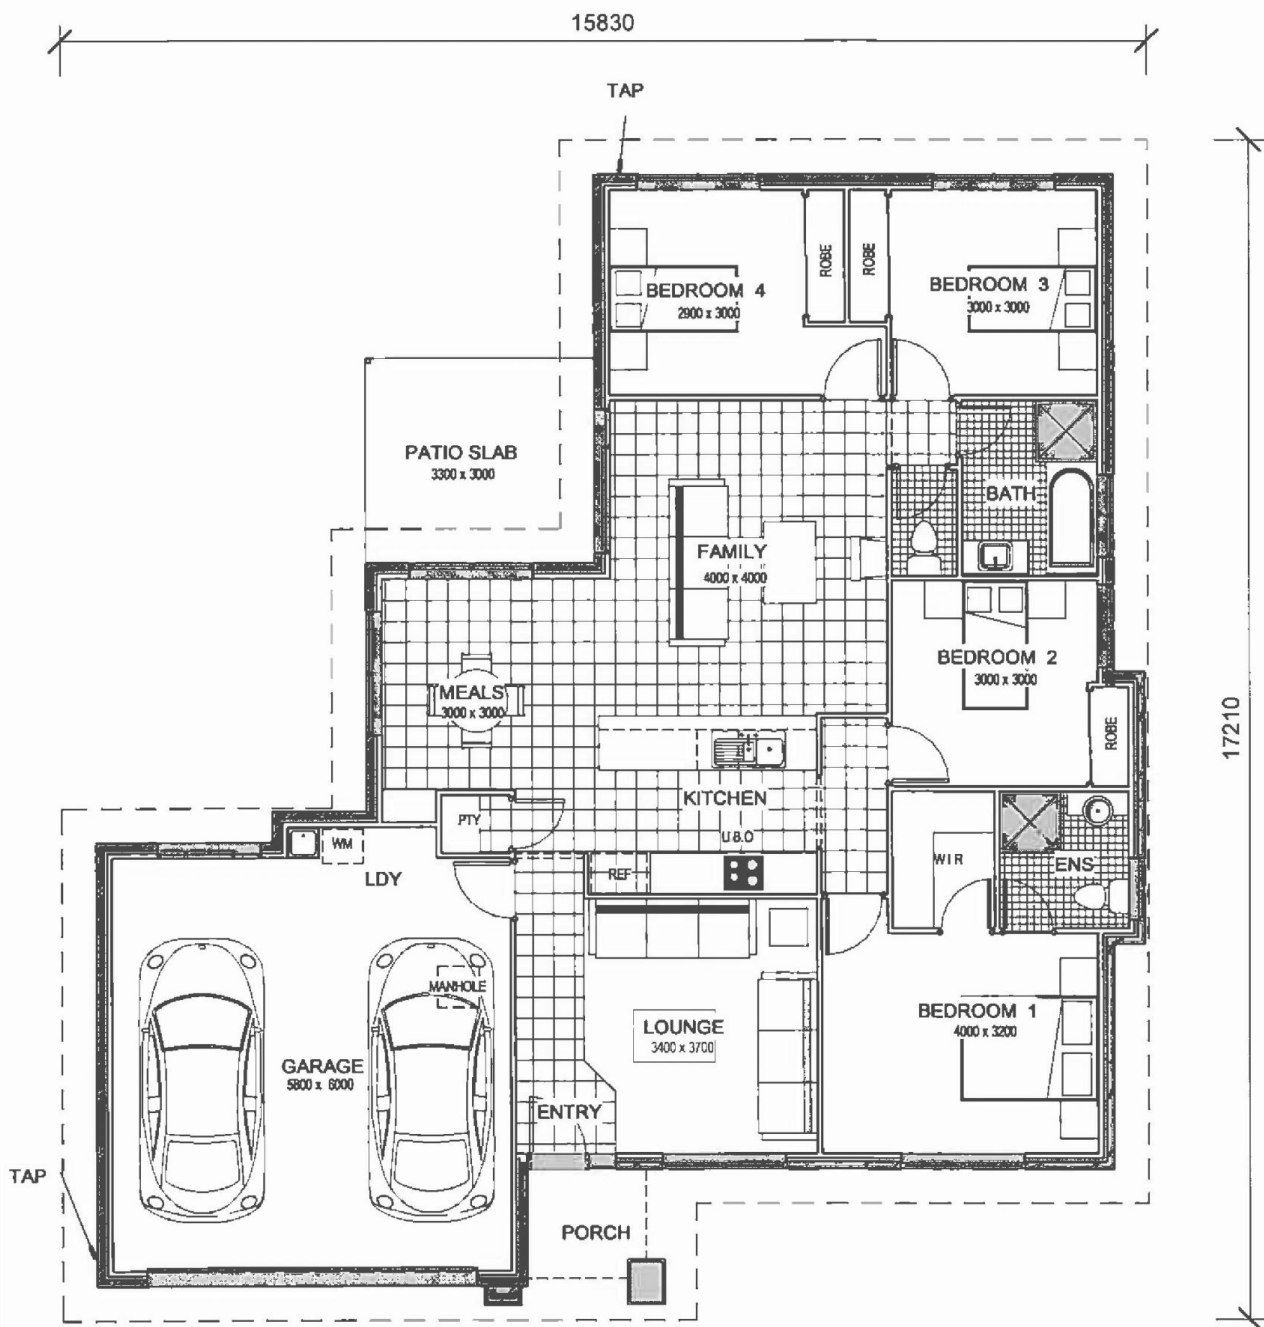 15830
TAP
ROBE
ROBE
BEDROOM 4
2900 x 3000
BEDROOM 3
3000 x 3000
PATIO SLAB
3300 x 3000
BATH
FAMILY
4000 x 4000
BEDROOM 2
3000 x 3000
MEALS
3000 x 3000
ROBE
17210
KITCHEN
PTY
U.B.O
WM
LDY
REF
WIR
ENS
MANHOLE
BEDROOM 1
4000 x 3200
LOUNGE
3400 x 3700
GARAGE
5800 x 6000
ENTRY
TAP
PORCH